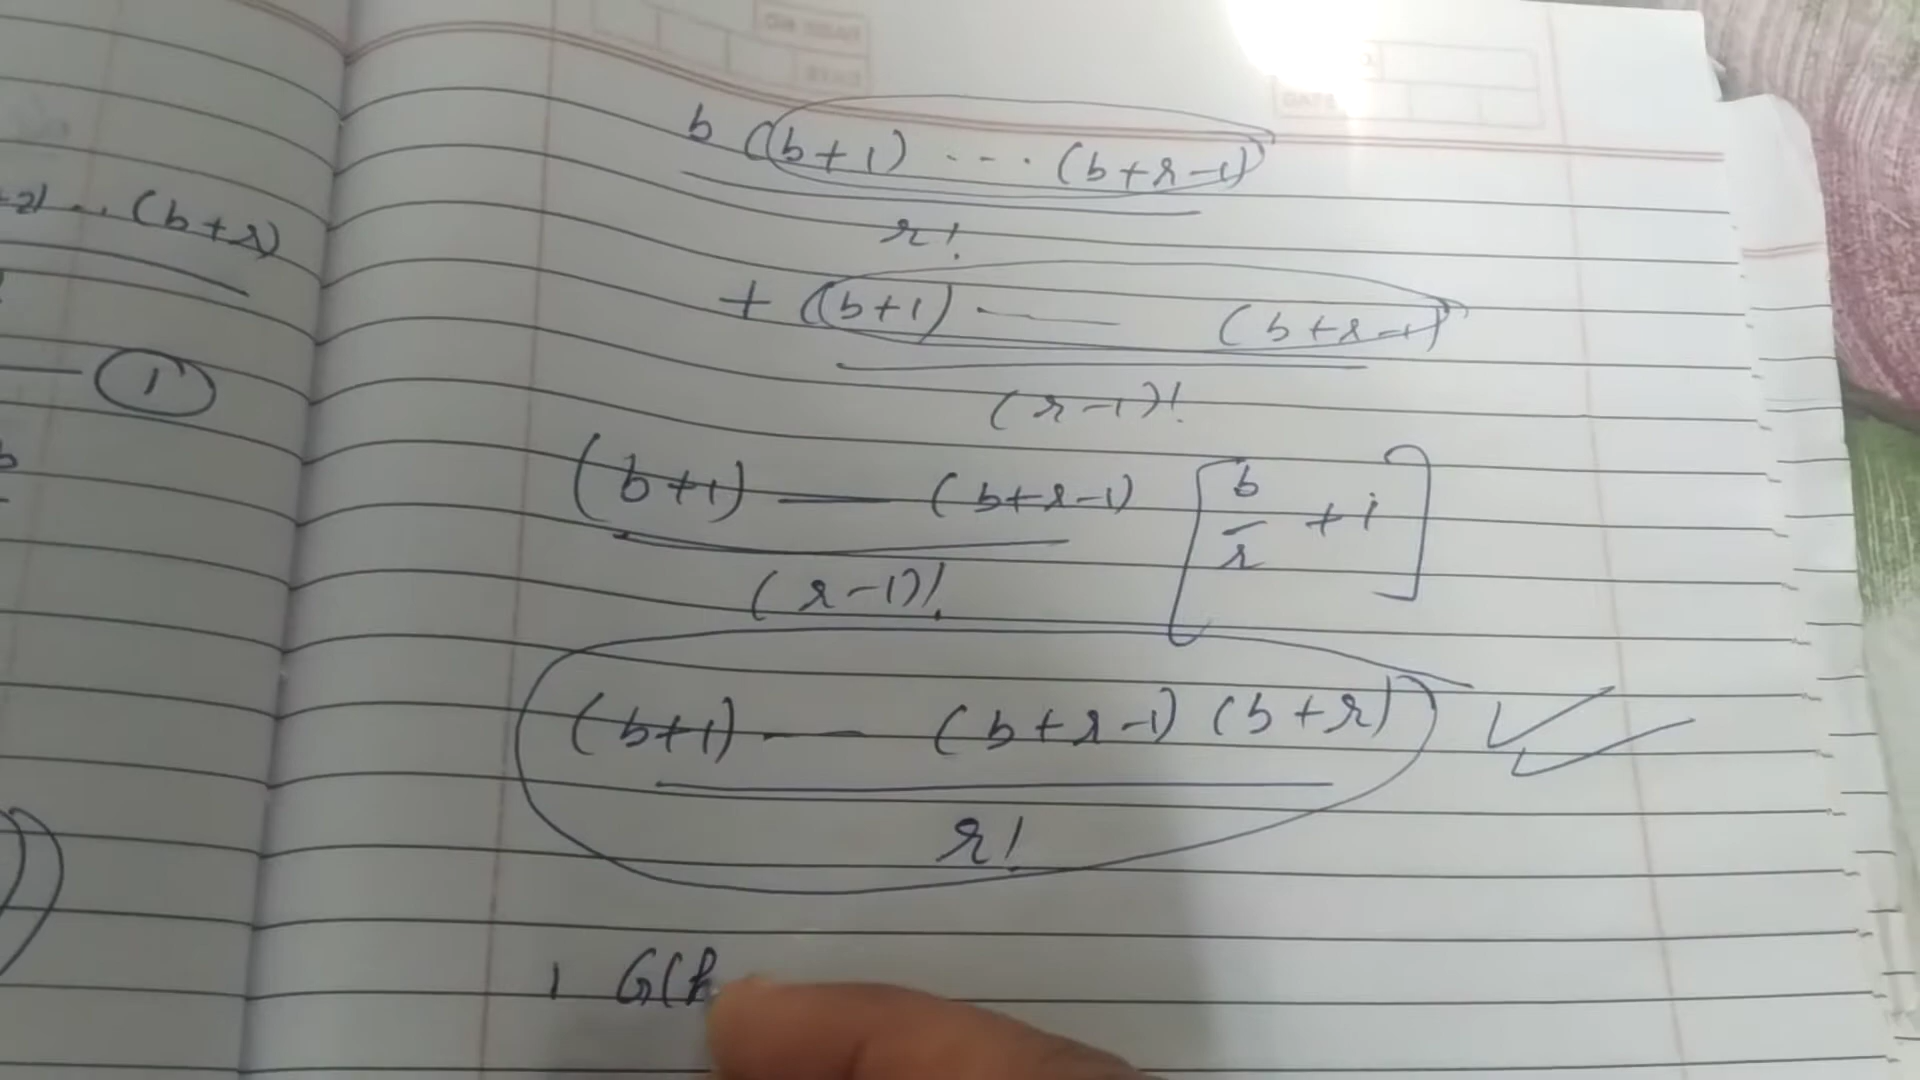 -2) .. (b+r)
1
b
b (b+1) ---. (b+r-1)
r!
+ (b+1) —— (b+r-1)
(r-1)!
(b+1) — (b+r-1) [b/r + 1]
(r-1)!
(b+1) — (b+r-1) (b+r)
r!